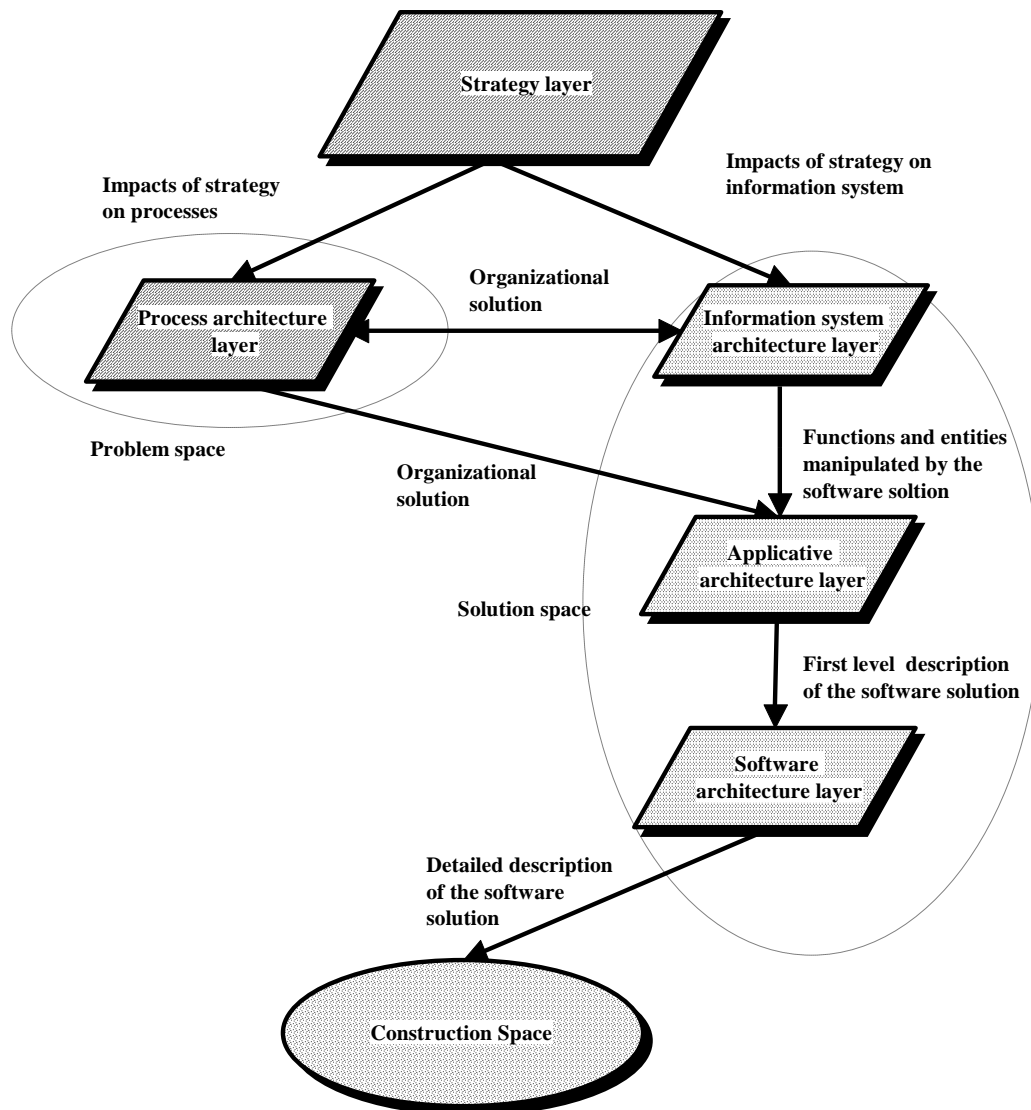 Strategy layer
Impacts of strategy
on processes
Impacts of strategy on
information system
Organizational
solution
Process architecture
layer
Information system
architecture layer
Problem space
Organizational
solution
Functions and entities
manipulated by the
software soltion
Applicative
architecture layer
Solution space
First level description
of the software solution
Software
architecture layer
Detailed description
of the software
solution
Construction Space